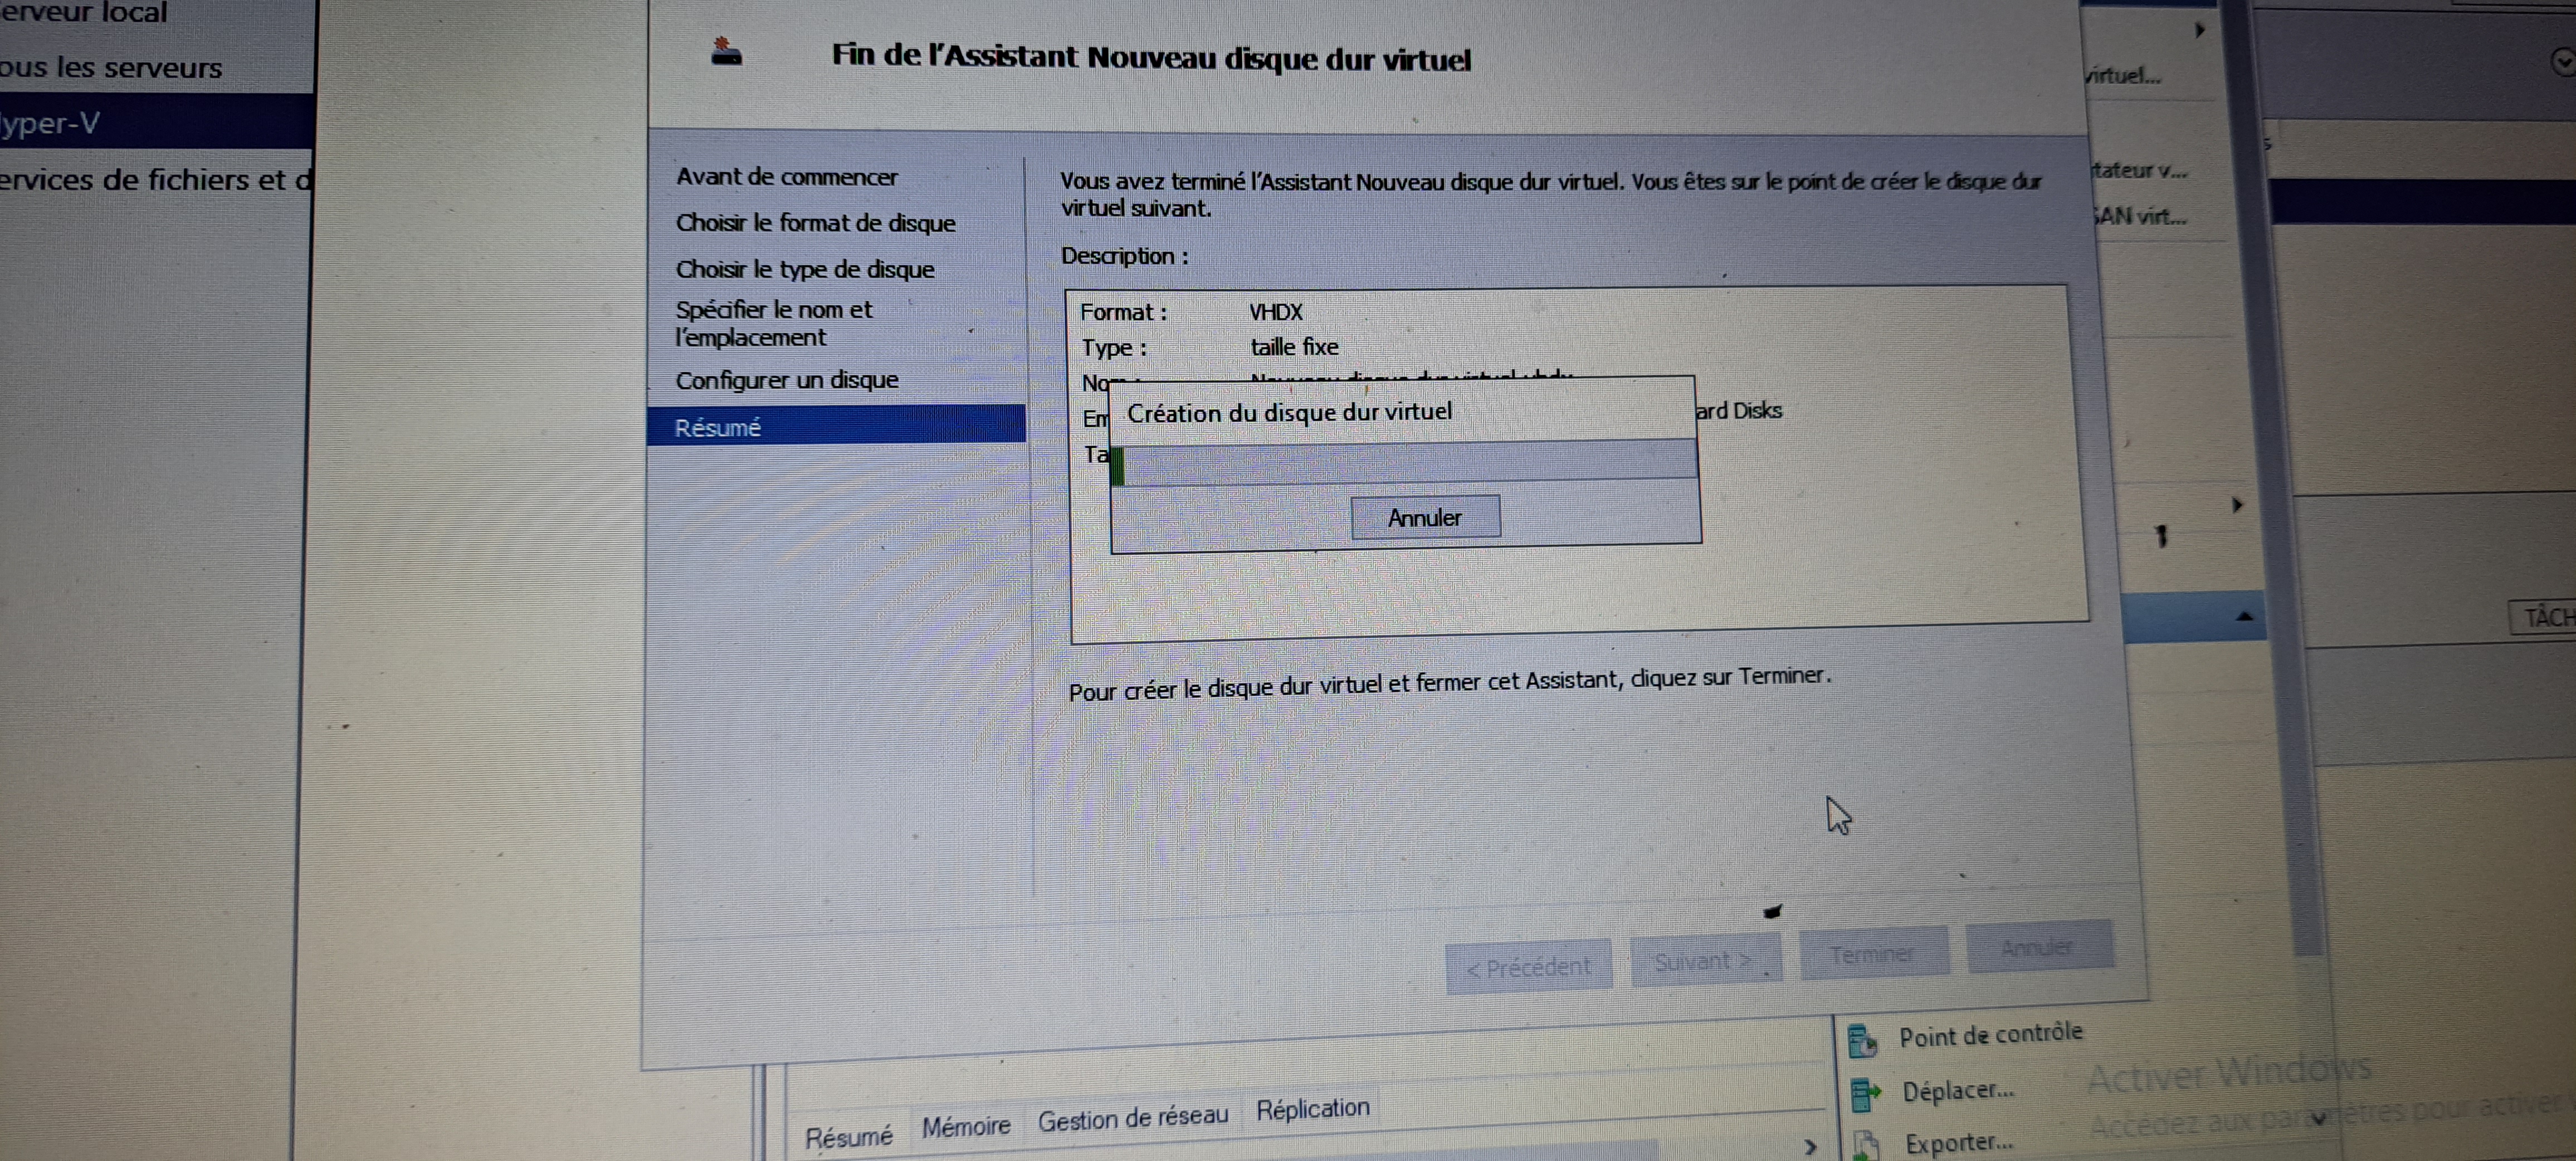 erveur local
ous les serveurs
yper-V
ervices de fichiers et d
Fin de l'Assistant Nouveau disque dur virtuel
Avant de commencer
Choisir le format de disque
Choisir le type de disque
Spécifier le nom et
l'emplacement
Configurer un disque
Résumé
Vous avez terminé l'Assistant Nouveau disque dur virtuel. Vous êtes sur le point de créer le disque dur
virtuel suivant.
Description :
Format : VHDX
Type : taille fixe
No
Em ard Disks
Ta
Création du disque dur virtuel
Annuler
Pour créer le disque dur virtuel et fermer cet Assistant, cliquez sur Terminer.
< Précédent Suivant > Terminer Annuler
virtuel...
tateur v...
SAN virt...
TÂCH
Point de contrôle
Déplacer...
Exporter...
Activer Windows
Accédez aux paramètres pour activer
Résumé Mémoire Gestion de réseau Réplication